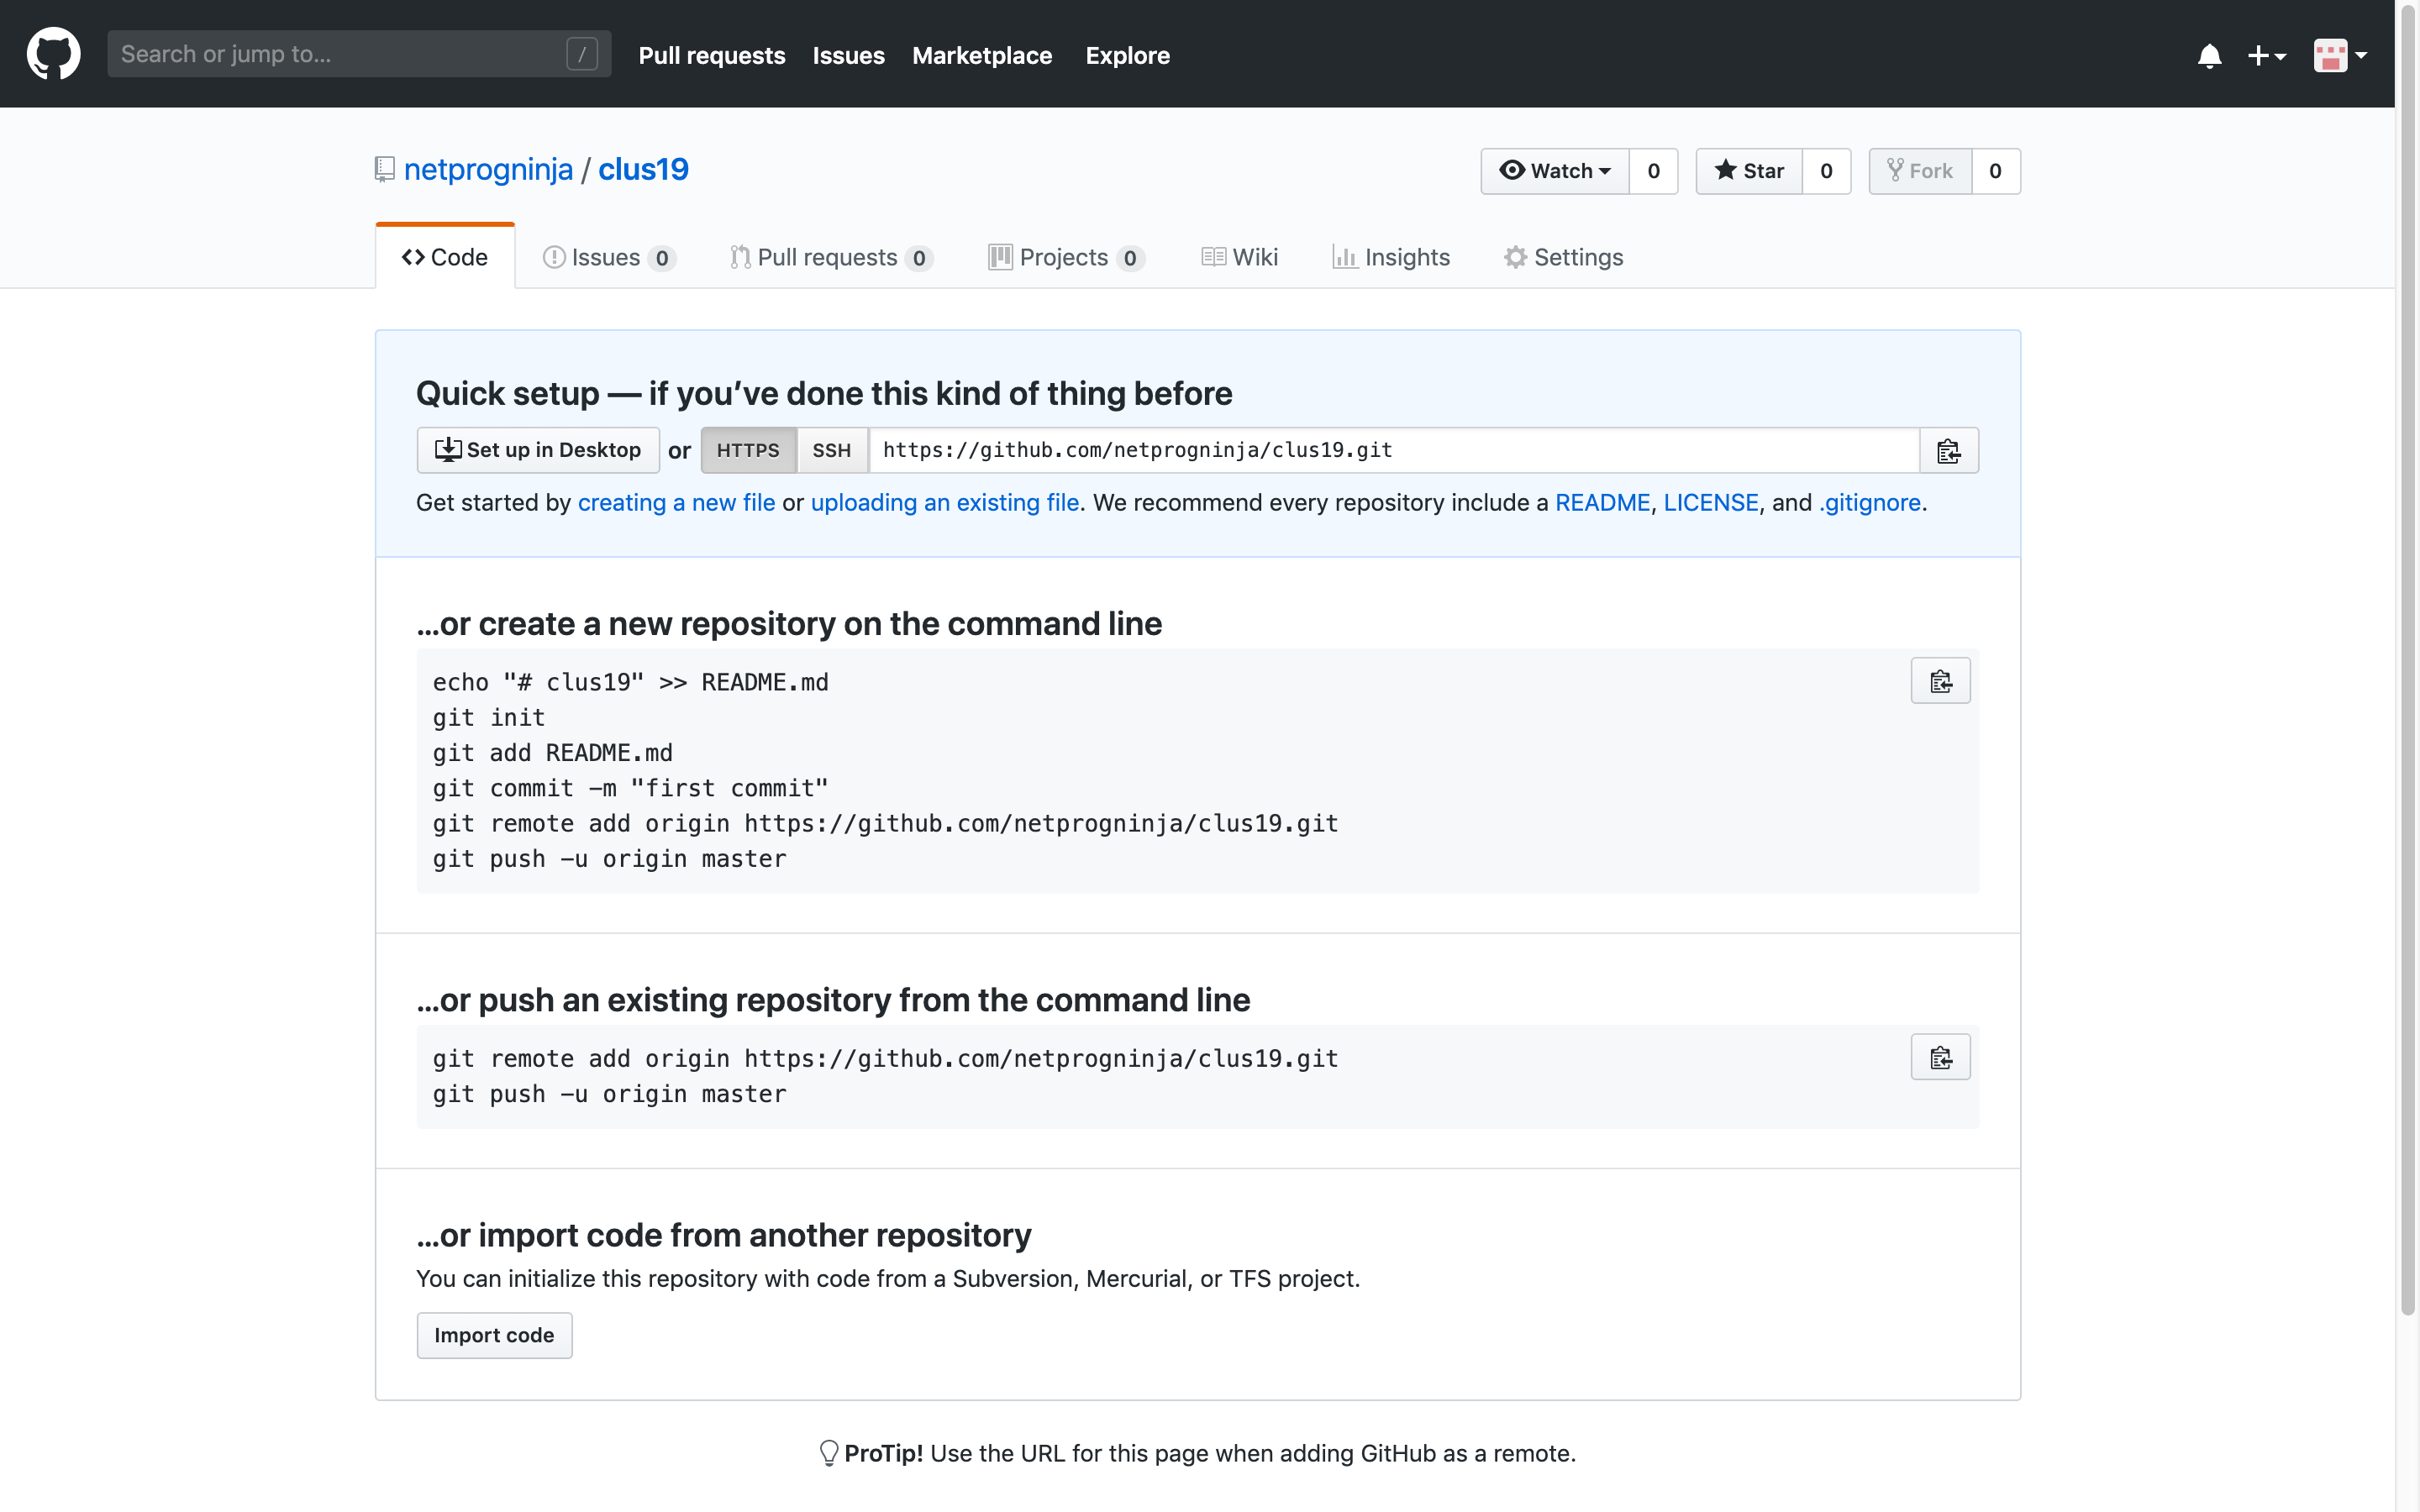 Search or jump to... /
Pull requests Issues Marketplace Explore
netprogninja / clus19
Watch 0 Star 0 Fork 0
Code Issues 0 Pull requests 0 Projects 0 Wiki Insights Settings
Quick setup — if you’ve done this kind of thing before
Set up in Desktop or HTTPS SSH https://github.com/netprogninja/clus19.git
Get started by creating a new file or uploading an existing file. We recommend every repository include a README, LICENSE, and .gitignore.
…or create a new repository on the command line
echo "# clus19" >> README.md
git init
git add README.md
git commit -m "first commit"
git remote add origin https://github.com/netprogninja/clus19.git
git push -u origin master
…or push an existing repository from the command line
git remote add origin https://github.com/netprogninja/clus19.git
git push -u origin master
…or import code from another repository
You can initialize this repository with code from a Subversion, Mercurial, or TFS project.
Import code
ProTip! Use the URL for this page when adding GitHub as a remote.